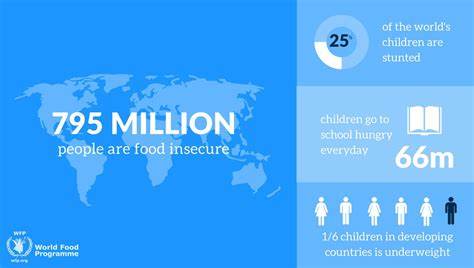 795 MILLION
people are food insecure
25%
of the world's
children are
stunted
children go to
school hungry
everyday
66m
1/6 children in developing
countries is underweight
WFP
wfp.org
World Food
Programme